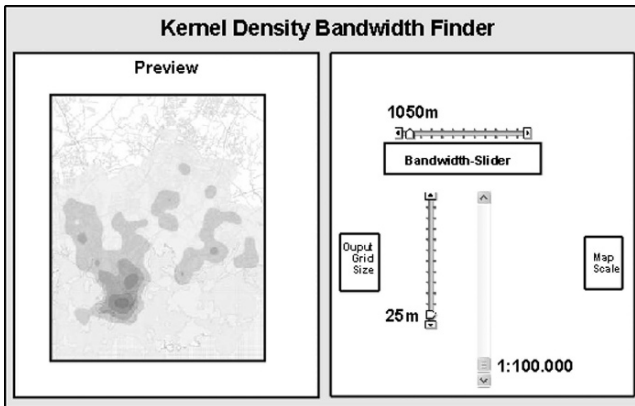 Kernel Density Bandwidth Finder
Preview
1050m
Bandwidth-Slider
Ouput
Grid
Size
Map
Scale
25m
1:100.000